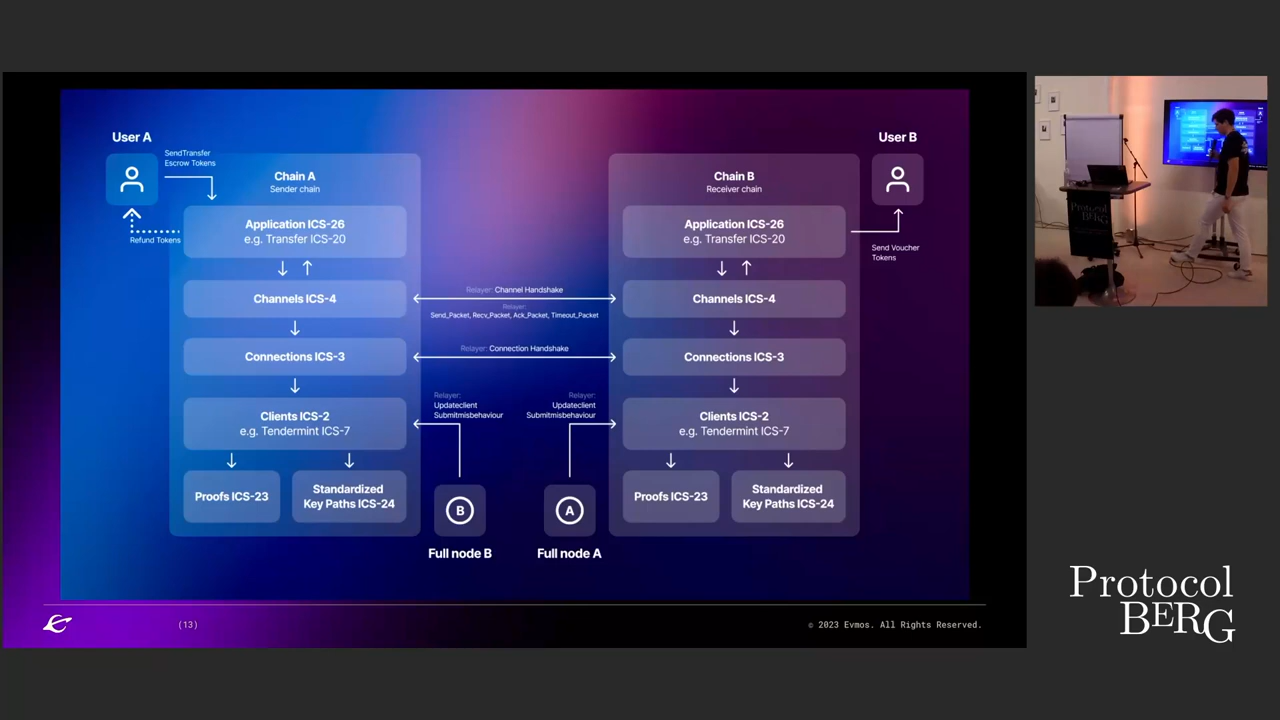 User A
SendTransfer
Escrow Tokens
Refund Tokens
Chain A
Sender chain
Application ICS-26
e.g. Transfer ICS-20
Channels ICS-4
Connections ICS-3
Clients ICS-2
e.g. Tendermint ICS-7
Proofs ICS-23
Standardized
Key Paths ICS-24
Relayer: Channel Handshake
Relayer:
Send_Packet, Recv_Packet, Ack_Packet, Timeout_Packet
Relayer: Connection Handshake
Relayer:
Updateclient
Submitmisbehaviour
Relayer:
Updateclient
Submitmisbehaviour
B
Full node B
A
Full node A
Chain B
Receiver chain
Application ICS-26
e.g. Transfer ICS-20
Channels ICS-4
Connections ICS-3
Clients ICS-2
e.g. Tendermint ICS-7
Proofs ICS-23
Standardized
Key Paths ICS-24
User B
Send Voucher
Tokens
(13)
© 2023 Evmos. All Rights Reserved.
Protocol
BERG
Protocol
BERG